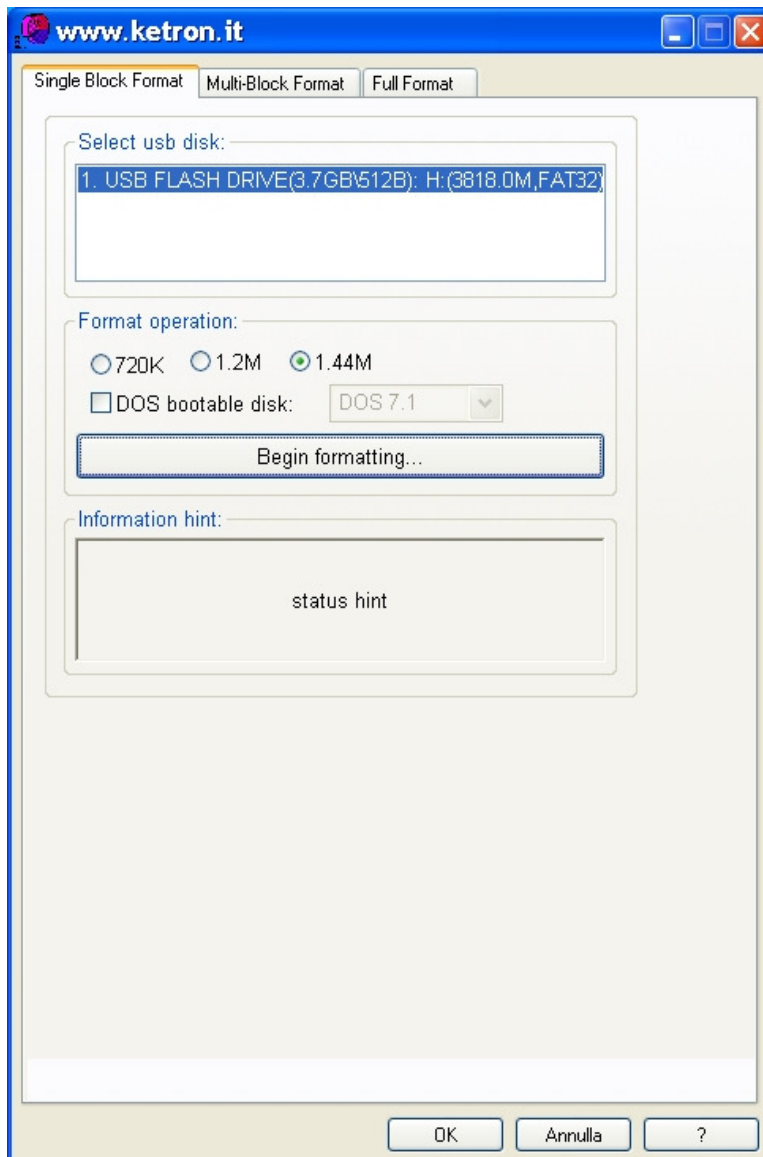 www.ketron.it
Single Block Format Multi-Block Format Full Format
Select usb disk:
1. USB FLASH DRIVE(3.7GB\512B): H:(3818.0M,FAT32)
Format operation:
720K 1.2M 1.44M
DOS bootable disk: DOS 7.1
Begin formatting...
Information hint:
status hint
OK Annulla ?